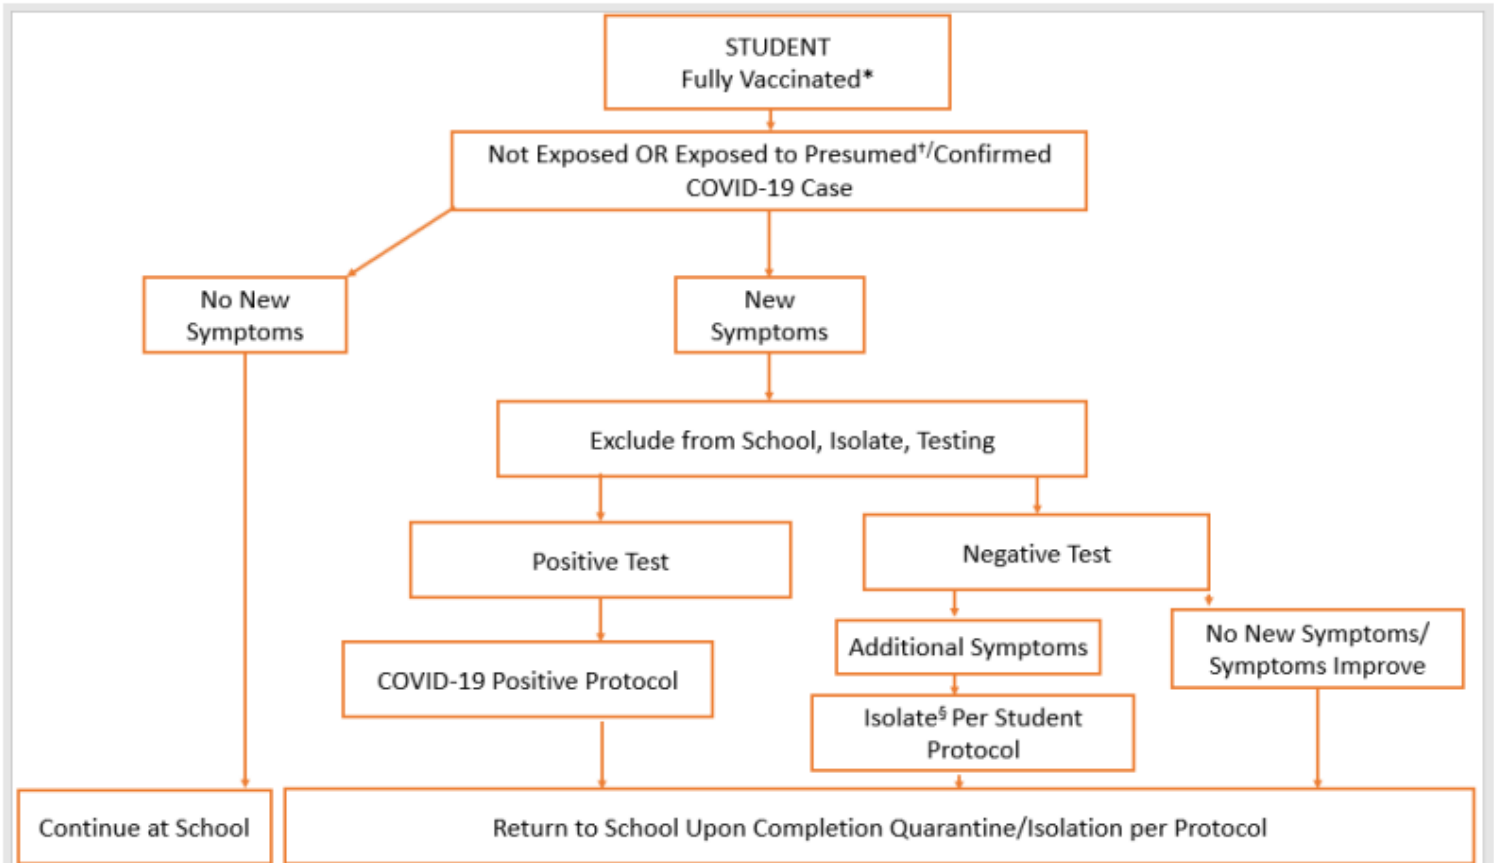 STUDENT
Fully Vaccinated*
Not Exposed OR Exposed to Presumed†/Confirmed
COVID-19 Case
No New
Symptoms
New
Symptoms
Exclude from School, Isolate, Testing
Positive Test
Negative Test
Additional Symptoms
No New Symptoms/
Symptoms Improve
COVID-19 Positive Protocol
Isolate§ Per Student
Protocol
Continue at School
Return to School Upon Completion Quarantine/Isolation per Protocol